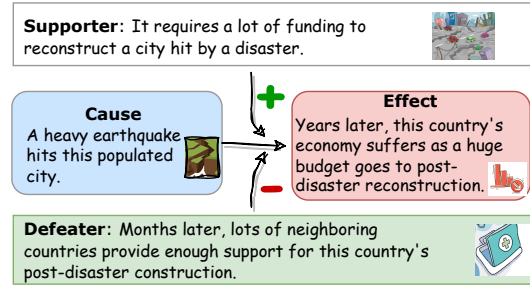 Supporter: It requires a lot of funding to
reconstruct a city hit by a disaster.
Cause
A heavy earthquake
hits this populated
city.
Effect
Years later, this country's
economy suffers as a huge
budget goes to post-
disaster reconstruction.
Defeater: Months later, lots of neighboring
countries provide enough support for this country's
post-disaster construction.